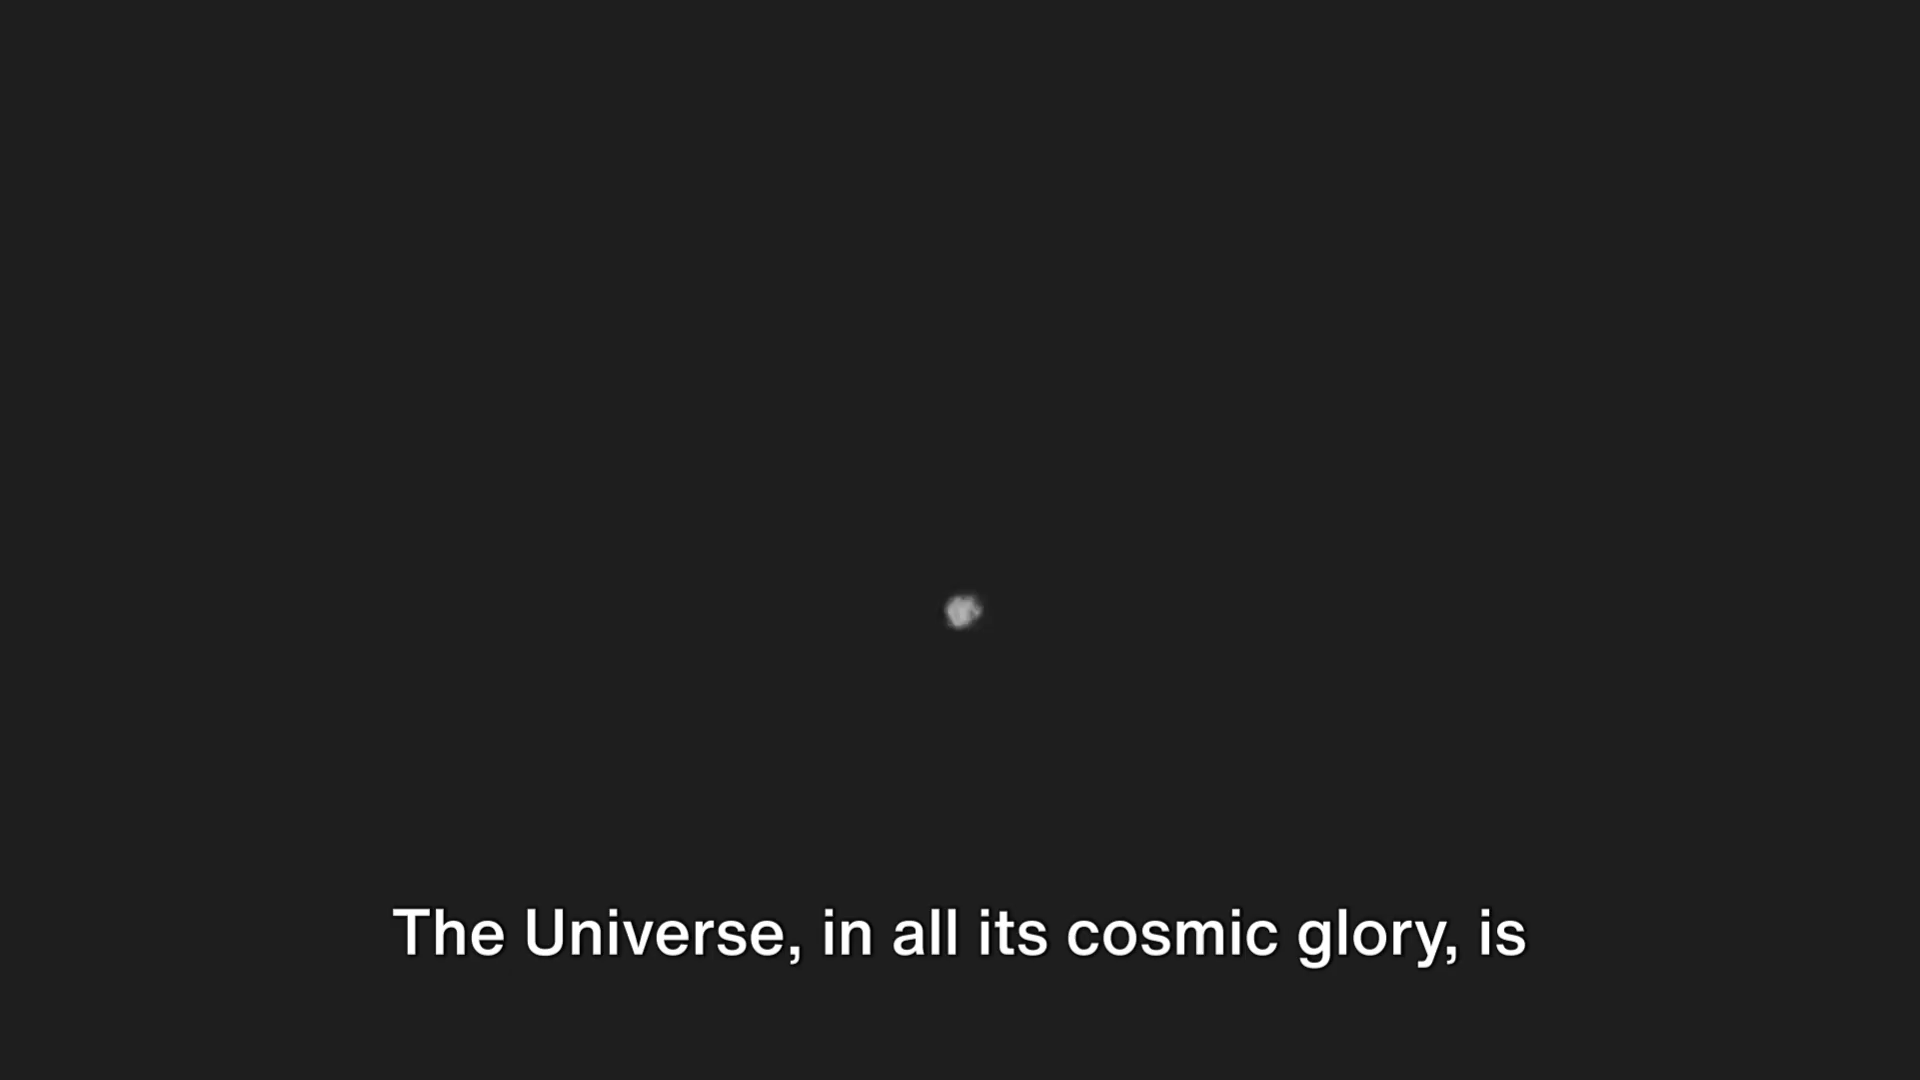 The Universe, in all its cosmic glory, is